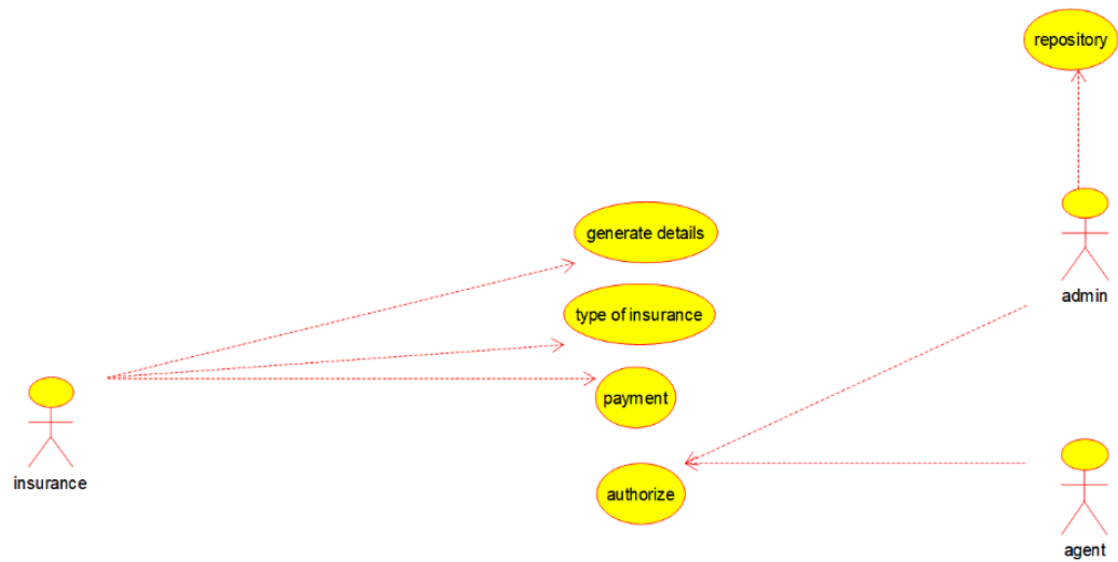 repository
generate details
admin
type of insurance
payment
insurance
authorize
agent